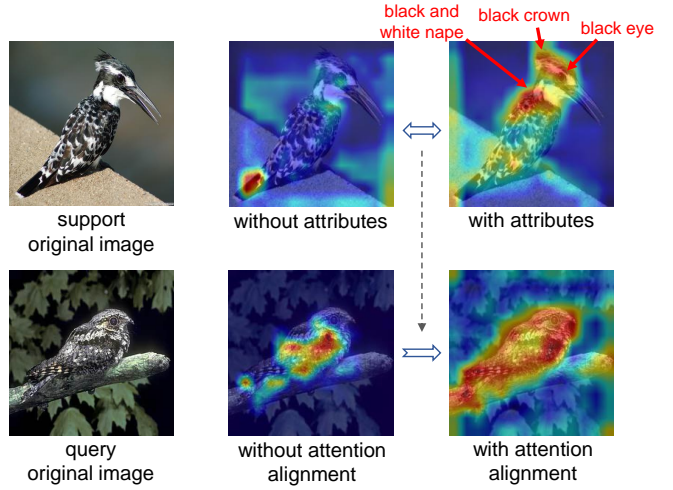 black and
white nape
black crown
black eye
support
original image
without attributes
with attributes
query
original image
without attention
alignment
with attention
alignment